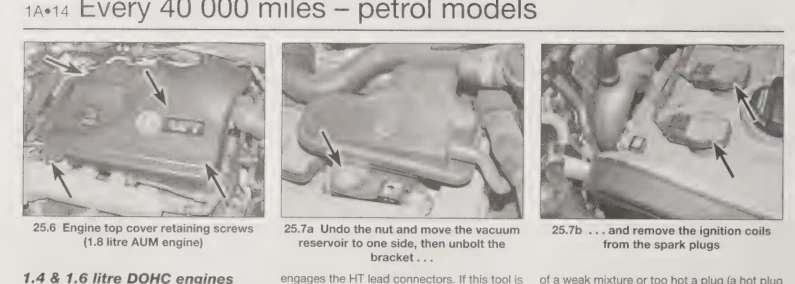 1A•14 Every 40 000 miles – petrol models
25.6 Engine top cover retaining screws
(1.8 litre AUM engine)
25.7a Undo the nut and move the vacuum
reservoir to one side, then unbolt the
bracket . . .
25.7b . . . and remove the ignition coils
from the spark plugs
1.4 & 1.6 litre DOHC engines
engages the HT lead connectors. If this tool is
of a weak mixture or too hot a plug (a hot plug